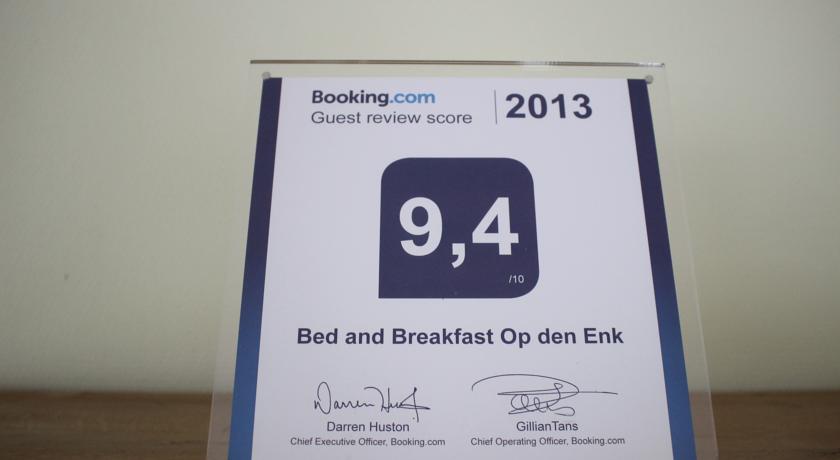 Booking.com
Guest review score
2013
9,4
/10
Bed and Breakfast Op den Enk
Darren Huston
Chief Executive Officer, Booking.com
GillianTans
Chief Operating Officer, Booking.com